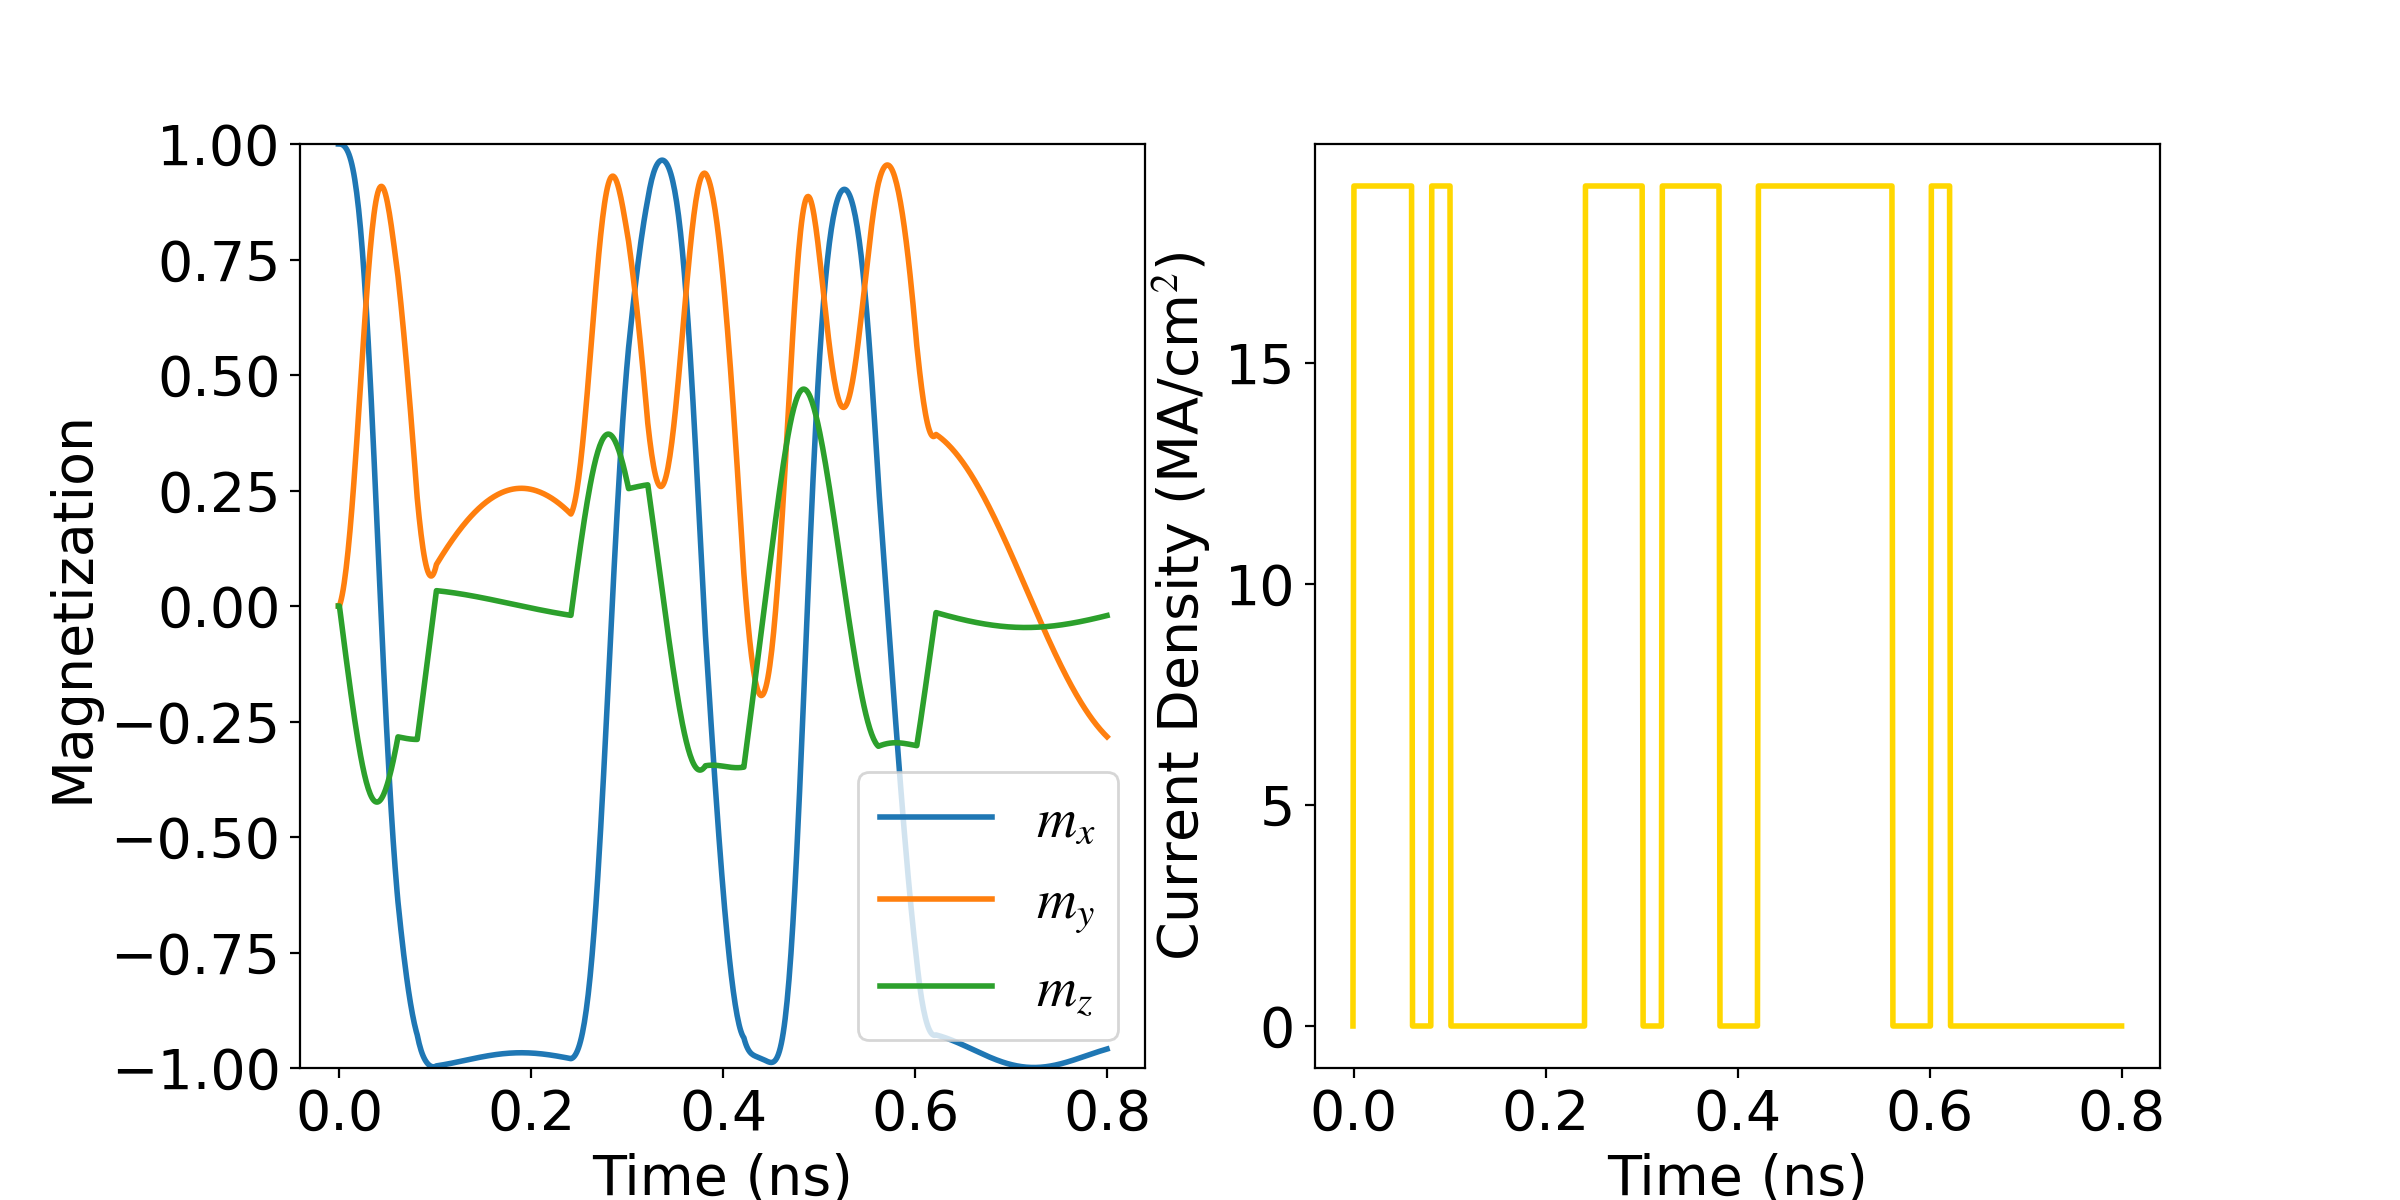 Magnetization
1.00
0.75
0.50
0.25
0.00
−0.25
−0.50
−0.75
−1.00
0.0 0.2 0.4 0.6 0.8
Time (ns)
m_x
m_y
m_z
Current Density (MA/cm²)
15
10
5
0
0.0 0.2 0.4 0.6 0.8
Time (ns)